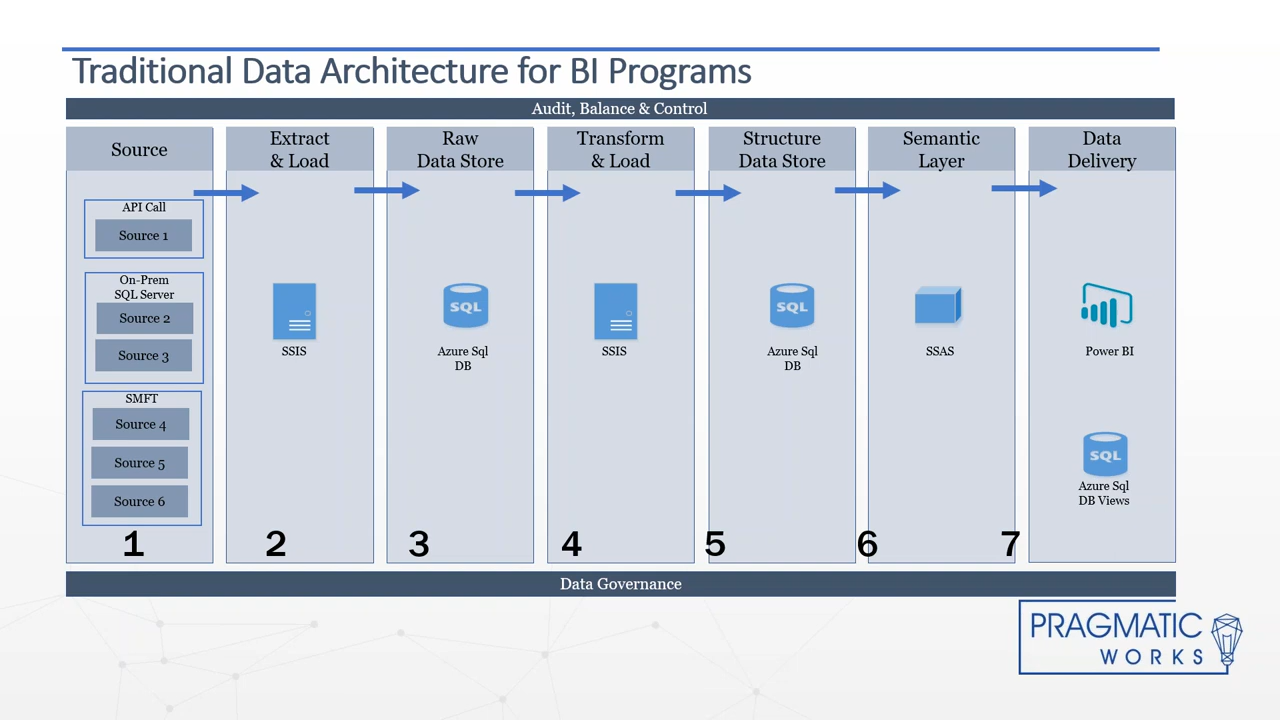 Traditional Data Architecture for BI Programs
Audit, Balance & Control
Source
API Call
Source 1
On-Prem
SQL Server
Source 2
Source 3
SMFT
Source 4
Source 5
Source 6
1
Extract
& Load
SSIS
2
Raw
Data Store
SQL
Azure Sql
DB
3
Transform
& Load
SSIS
4
Structure
Data Store
SQL
Azure Sql
DB
5
Semantic
Layer
SSAS
6
Data
Delivery
Power BI
SQL
Azure Sql
DB Views
7
Data Governance
PRAGMATIC
WORKS